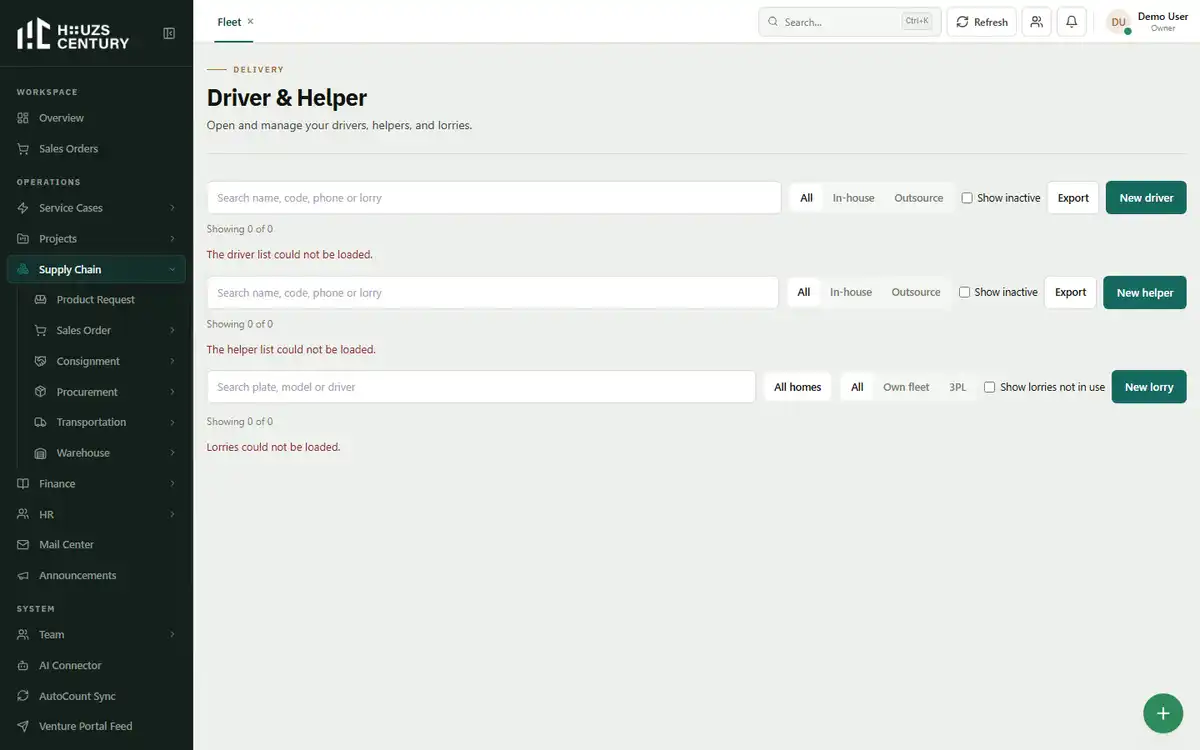 HOUZS
CENTURY
Fleet ×
Search... Ctrl+K
Refresh
DU
Demo User
Owner
WORKSPACE
Overview
Sales Orders
OPERATIONS
Service Cases
Projects
Supply Chain
Product Request
Sales Order
Consignment
Procurement
Transportation
Warehouse
Finance
HR
Mail Center
Announcements
SYSTEM
Team
AI Connector
AutoCount Sync
Venture Portal Feed
DELIVERY
Driver & Helper
Open and manage your drivers, helpers, and lorries.
Search name, code, phone or lorry All In-house Outsource Show inactive Export New driver
Showing 0 of 0
The driver list could not be loaded.
Search name, code, phone or lorry All In-house Outsource Show inactive Export New helper
Showing 0 of 0
The helper list could not be loaded.
Search plate, model or driver All homes All Own fleet 3PL Show lorries not in use New lorry
Showing 0 of 0
Lorries could not be loaded.
+